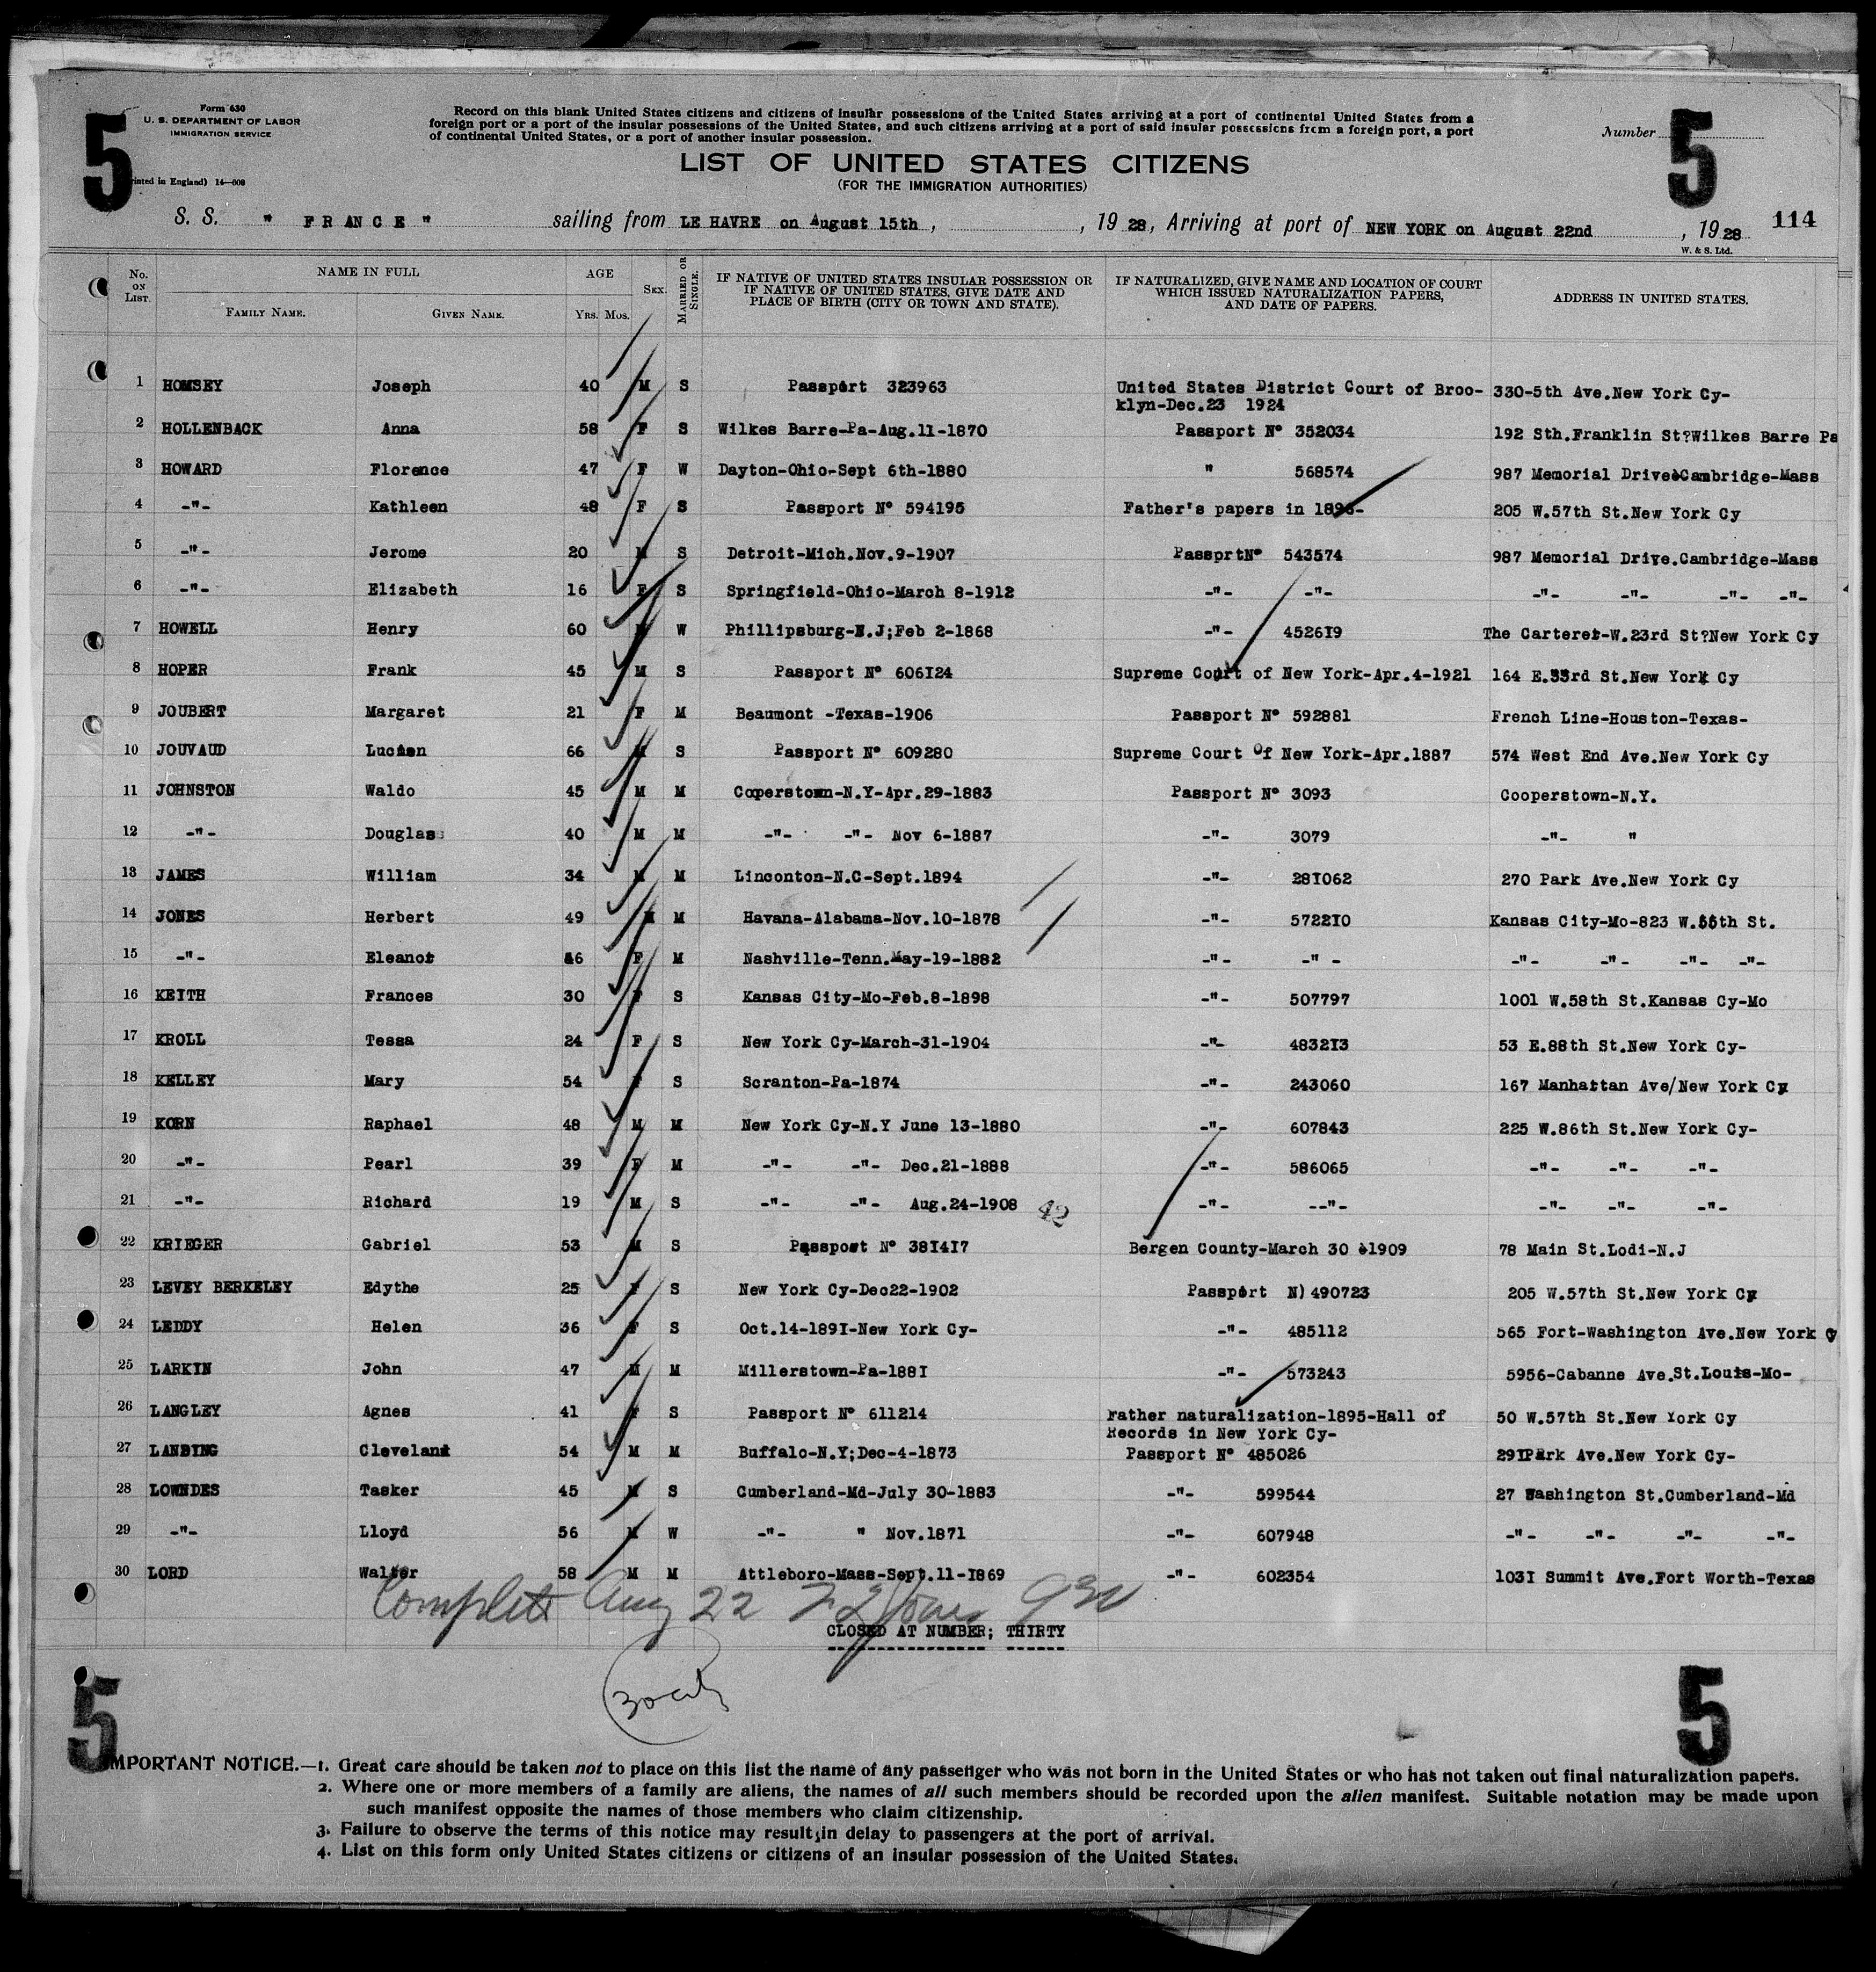 5
Form 630
U. S. DEPARTMENT OF LABOR
IMMIGRATION SERVICE
Printed in England) 14—608
Record on this blank United States citizens and citizens of insular possessions of the United States arriving at a port of continental United States from a
foreign port or a port of the insular possessions of the United States, and such citizens arriving at a port of said insular possessions from a foreign port, a port
of continental United States, or a port of another insular possession.
Number 5
LIST OF UNITED STATES CITIZENS
(FOR THE IMMIGRATION AUTHORITIES)
S. S. " FRANCE " sailing from LE HAVRE on August 15th, , 19 28, Arriving at port of NEW YORK on August 22nd , 19 28 114
W. & S. Ltd.
No. ON LIST. NAME IN FULL FAMILY NAME. GIVEN NAME. AGE YRS. MOS. SEX. MARRIED OR SINGLE. IF NATIVE OF UNITED STATES INSULAR POSSESSION OR IF NATIVE OF UNITED STATES, GIVE DATE AND PLACE OF BIRTH (CITY OR TOWN AND STATE). IF NATURALIZED, GIVE NAME AND LOCATION OF COURT WHICH ISSUED NATURALIZATION PAPERS, AND DATE OF PAPERS. ADDRESS IN UNITED STATES.
1 HOMSEY Joseph 40 M S Passport 323963 United States District Court of Broo- 330-5th Ave.New York Cy-
klyn-Dec.23 1924
2 HOLLENBACK Anna 58 F S Wilkes Barre-Pa-Aug.11-1870 Passport N° 352034 192 Sth.Franklin St?Wilkes Barre Pa
3 HOWARD Florence 47 F W Dayton-Ohio-Sept 6th-1880 " 568574 987 Memorial Drive Cambridge-Mass
4 -"- Kathleen 48 F S Passport N° 594195 Father's papers in 1896- 205 W.57th St.New York Cy
5 -"- Jerome 20 M S Detroit-Mich.Nov.9-1907 PassprtN° 543574 987 Memorial Drive.Cambridge-Mass
6 -"- Elizabeth 16 F S Springfield-Ohio-March 8-1912 -"- -"- -"- -"- -"- -"-
7 HOWELL Henry 60 M W Phillipsburg-N.J;Feb 2-1868 -"- 452619 The Carteret-W.23rd St?New York Cy
8 HOPER Frank 45 M S Passport N° 606124 Supreme Court of New York-Apr.4-1921 164 E.33rd St.New York Cy
9 JOUBERT Margaret 21 F M Beaumont -Texas-1906 Passport N° 592881 French Line-Houston-Texas-
10 JOUVAUD Lucien 66 M S Passport N° 609280 Supreme Court Of New York-Apr.1887 574 West End Ave.New York Cy
11 JOHNSTON Waldo 45 M M Coperstown-N.Y-Apr.29-1883 Passport N° 3093 Cooperstown-N.Y.
12 -"- Douglas 40 M M -"- -"- Nov 6-1887 -"- 3079 -"- "
13 JAMES William 34 M M Linconton-N.C-Sept.1894 -"- 281062 270 Park Ave.New York Cy
14 JONES Herbert 49 M M Havana-Alabama-Nov.10-1878 -"- 572210 Kansas City-Mo-823 W.55th St.
15 -"- Eleanor 46 F M Nashville-Tenn.May-19-1882 -"- -"- -"- -"- -"- -"-
16 KEITH Frances 30 F S Kansas City-Mo-Feb.8-1898 -"- 507797 1001 W.58th St.Kansas Cy-Mo
17 KROLL Tessa 24 F S New York Cy-March-31-1904 -"- 483213 53 E.88th St.New York Cy-
18 KELLEY Mary 54 F S Scranton-Pa-1874 -"- 243060 167 Manhattan Ave/New York Cy
19 KORN Raphael 48 M M New York Cy-N.Y June 13-1880 -"- 607843 225 W.86th St.New York Cy-
20 -"- Pearl 39 F M -"- -"- Dec.21-1888 -"- 586065 -"- -"- -"-
21 -"- Richard 19 M S -"- -"- Aug.24-1908 42 -"- --"- -"- -"- -"-
22 KRIEGER Gabriel 53 M S Passport N° 381417 Bergen County-March 30 1909 78 Main St.Lodi-N.J
23 LEVEY BERKELEY Edythe 25 F S New York Cy-Dec22-1902 Passport N) 490723 205 W.57th St.New York Cy
24 LEDDY Helen 36 F S Oct.14-1891-New York Cy- -"- 485112 565 Fort-Washington Ave.New York C
25 LARKIN John 47 M M Millerstown-Pa-1881 -"- 573243 5956-Cabanne Ave.St.Louis-Mo-
26 LANGLEY Agnes 41 F S Passport N° 611214 Father naturalization-1895-Hall of 50 W.57th St.New York Cy
Records in New York Cy-
27 LANSING Cleveland 54 M M Buffalo-N.Y;Dec-4-1873 Passport N° 485026 291Park Ave.New York Cy-
28 LOWNDES Tasker 45 M S Cumberland-Md-July 30-1883 -"- 599544 27 Washington St.Cumberland-Md
29 -"- Lloyd 56 M W -"- " Nov.1871 -"- 607948 -"- -"- -"- -"-
30 LORD Walter 58 M M Attleboro-Mass-Sept.11-1869 -"- 602354 1031 Summit Ave.Fort Worth-Texas
Complete Aug 22
CLOSED AT NUMBER; THIRTY
5
5
IMPORTANT NOTICE.—1. Great care should be taken not to place on this list the name of any passenger who was not born in the United States or who has not taken out final naturalization papers.
2. Where one or more members of a family are aliens, the names of all such members should be recorded upon the alien manifest. Suitable notation may be made upon
such manifest opposite the names of those members who claim citizenship.
3. Failure to observe the terms of this notice may result in delay to passengers at the port of arrival.
4. List on this form only United States citizens or citizens of an insular possession of the United States.